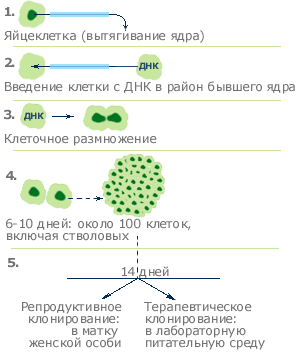 1.
Яйцеклетка (вытягивание ядра)
2.
ДНК
Введение клетки с ДНК в район бывшего ядра
3.
ДНК
Клеточное размножение
4.
6-10 дней: около 100 клеток,
включая стволовых
5.
14 дней
Репродуктивное
клонирование:
в матку
женской особи
Терапевтическое
клонирование:
в лабораторную
питательную среду